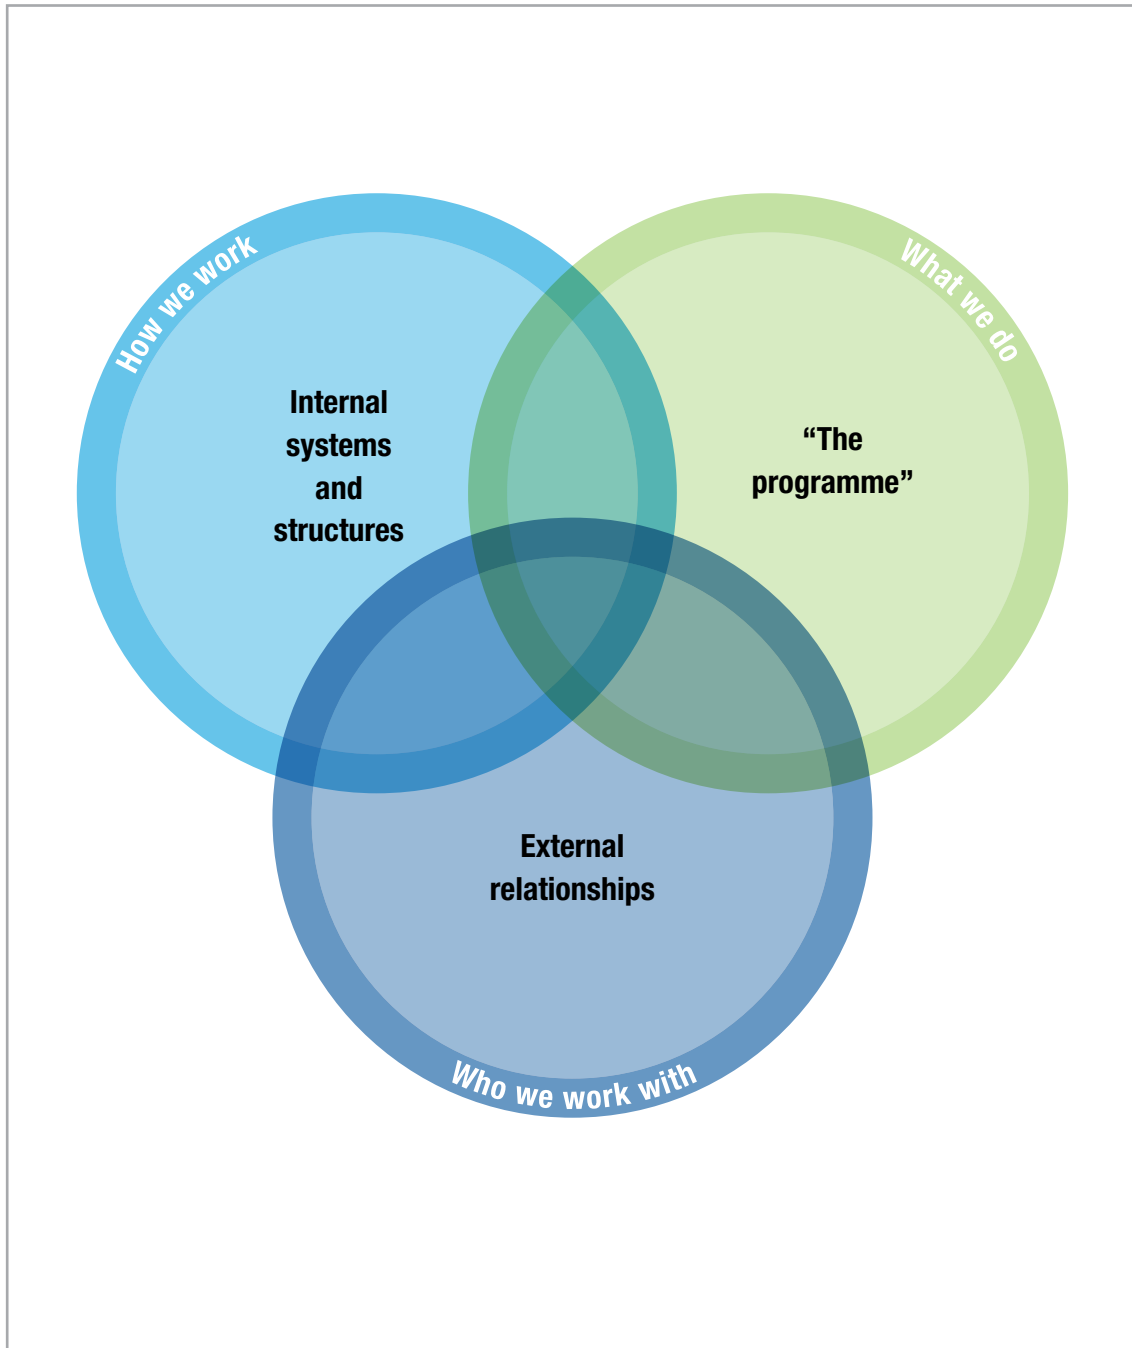 How we work
Internal
systems
and
structures
What we do
“The
programme”
External
relationships
Who we work with